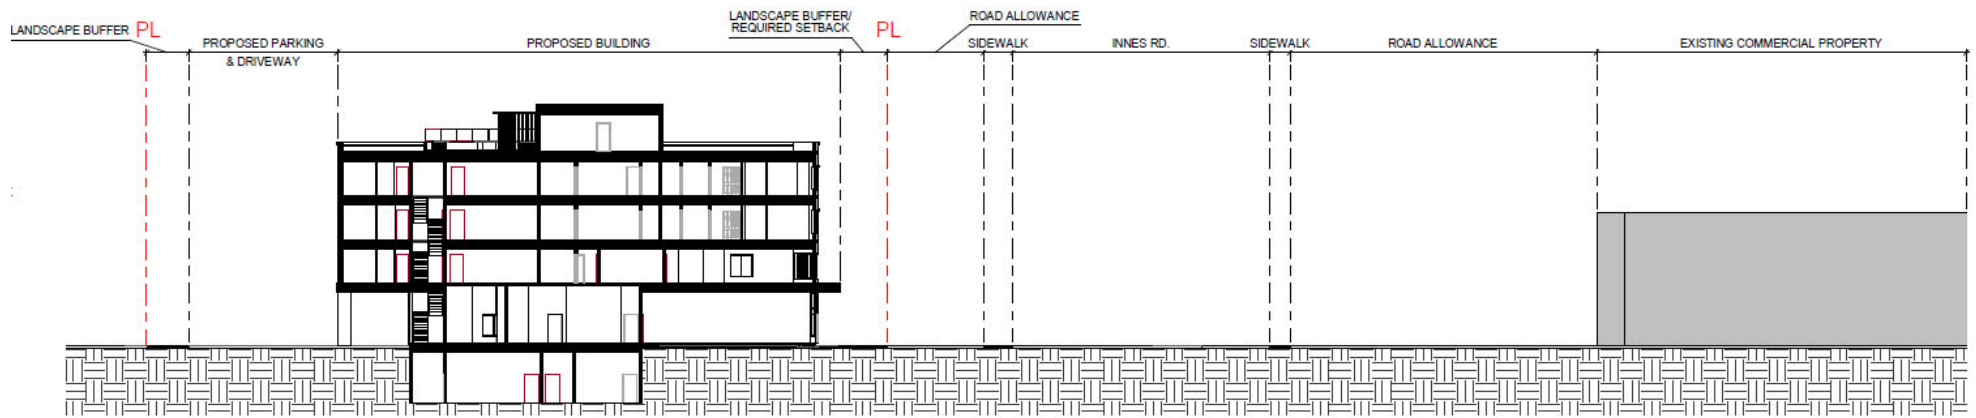 LANDSCAPE BUFFER PL
PROPOSED PARKING
& DRIVEWAY
PROPOSED BUILDING
LANDSCAPE BUFFER/
REQUIRED SETBACK
PL
ROAD ALLOWANCE
SIDEWALK
INNES RD.
SIDEWALK
ROAD ALLOWANCE
EXISTING COMMERCIAL PROPERTY